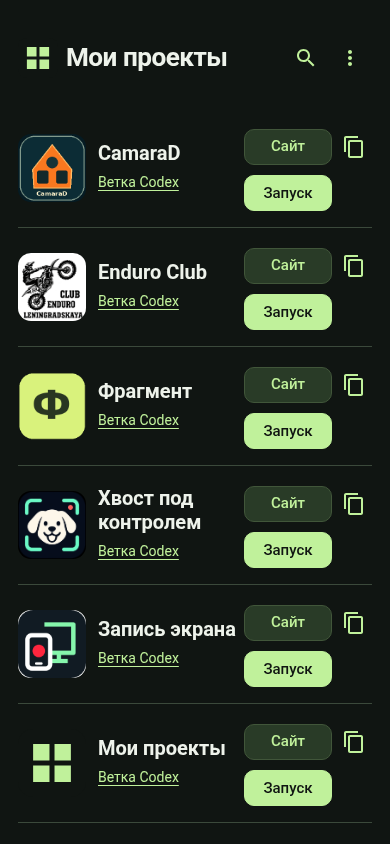 Мои проекты
CamaraD
CamaraD
Ветка Codex
Сайт
Запуск
CLUB
ENDURO
LENINGRADSKAYA
Enduro Club
Ветка Codex
Сайт
Запуск
Ф
Фрагмент
Ветка Codex
Сайт
Запуск
Хвост под
контролем
Ветка Codex
Сайт
Запуск
Запись экрана
Ветка Codex
Сайт
Запуск
Мои проекты
Ветка Codex
Сайт
Запуск